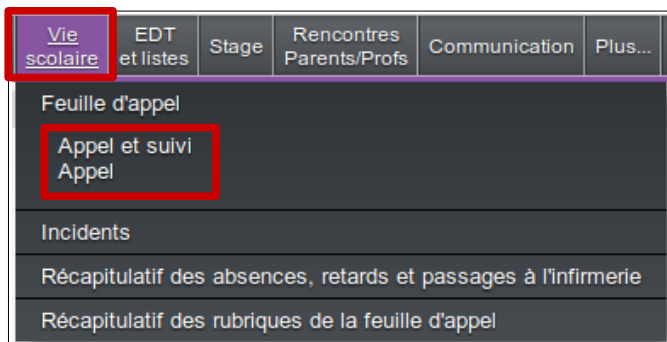 Vie scolaire
EDT et listes
Stage
Rencontres Parents/Profs
Communication
Plus...
Feuille d'appel
Appel et suivi
Appel
Incidents
Récapitulatif des absences, retards et passages à l'infirmerie
Récapitulatif des rubriques de la feuille d'appel